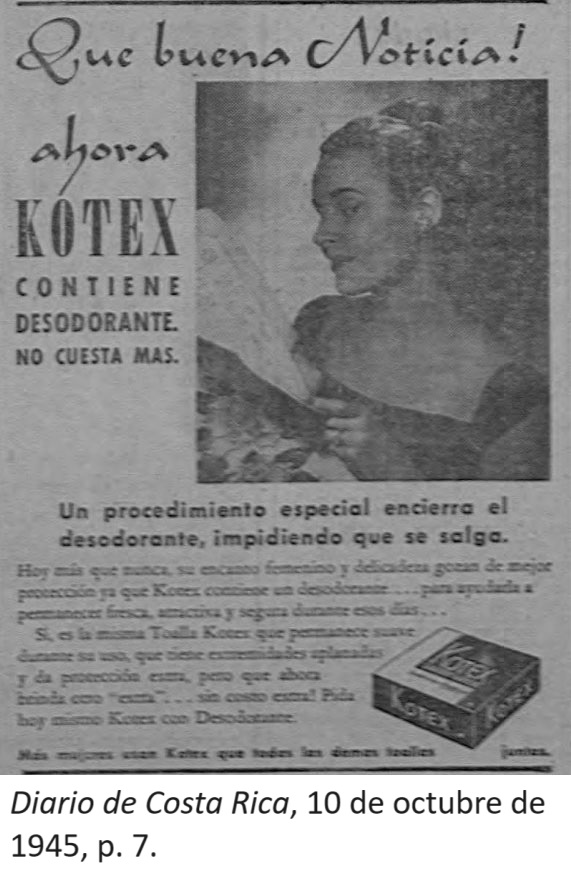 Que buena Noticia!
ahora
KOTEX
CONTIENE
DESODORANTE.
NO CUESTA MAS.
Un procedimiento especial encierra el
desodorante, impidiendo que se salga.
Hoy más que nunca, su encanto femenino y delicadeza gozan de mejor
protección ya que Kotex contiene un desodorante ... para ayudarla a
permanecer fresca, atractiva y segura durante esos días ...
Sí, es la misma Toalla Kotex que permanece suave
durante su uso, que tiene extremidades aplanadas
y da protección extra, pero que ahora
brinda otro "extra" ... sin costo extra! Pida
hoy mismo Kotex con Desodorante.
KOTEX
KOTEX
KOTEX
Más mujeres usan Kotex que todas las demas toallas juntas.
Diario de Costa Rica, 10 de octubre de
1945, p. 7.